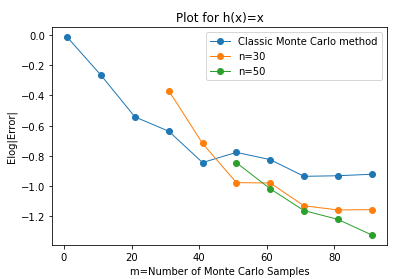 Plot for h(x)=x
Classic Monte Carlo method
n=30
n=50
Elog|Error|
0.0
−0.2
−0.4
−0.6
−0.8
−1.0
−1.2
0
20
40
60
80
m=Number of Monte Carlo Samples